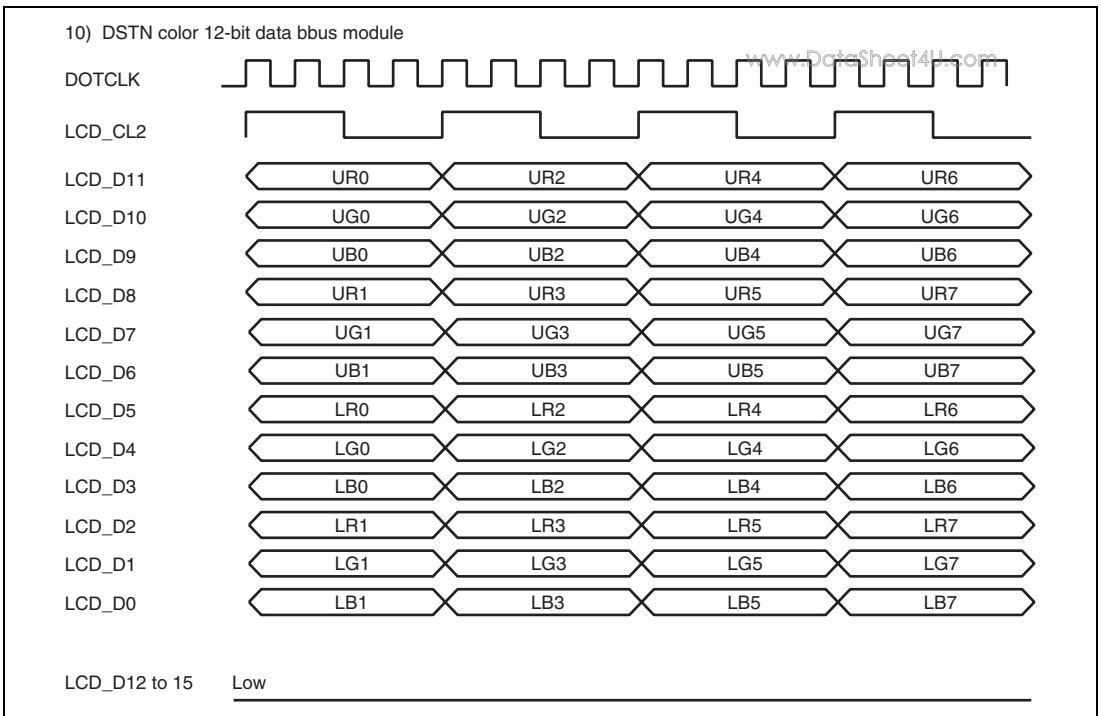 10) DSTN color 12-bit data bbus module
www.DataSheet4U.com
DOTCLK
LCD_CL2
LCD_D11 UR0 UR2 UR4 UR6
LCD_D10 UG0 UG2 UG4 UG6
LCD_D9 UB0 UB2 UB4 UB6
LCD_D8 UR1 UR3 UR5 UR7
LCD_D7 UG1 UG3 UG5 UG7
LCD_D6 UB1 UB3 UB5 UB7
LCD_D5 LR0 LR2 LR4 LR6
LCD_D4 LG0 LG2 LG4 LG6
LCD_D3 LB0 LB2 LB4 LB6
LCD_D2 LR1 LR3 LR5 LR7
LCD_D1 LG1 LG3 LG5 LG7
LCD_D0 LB1 LB3 LB5 LB7
LCD_D12 to 15 Low